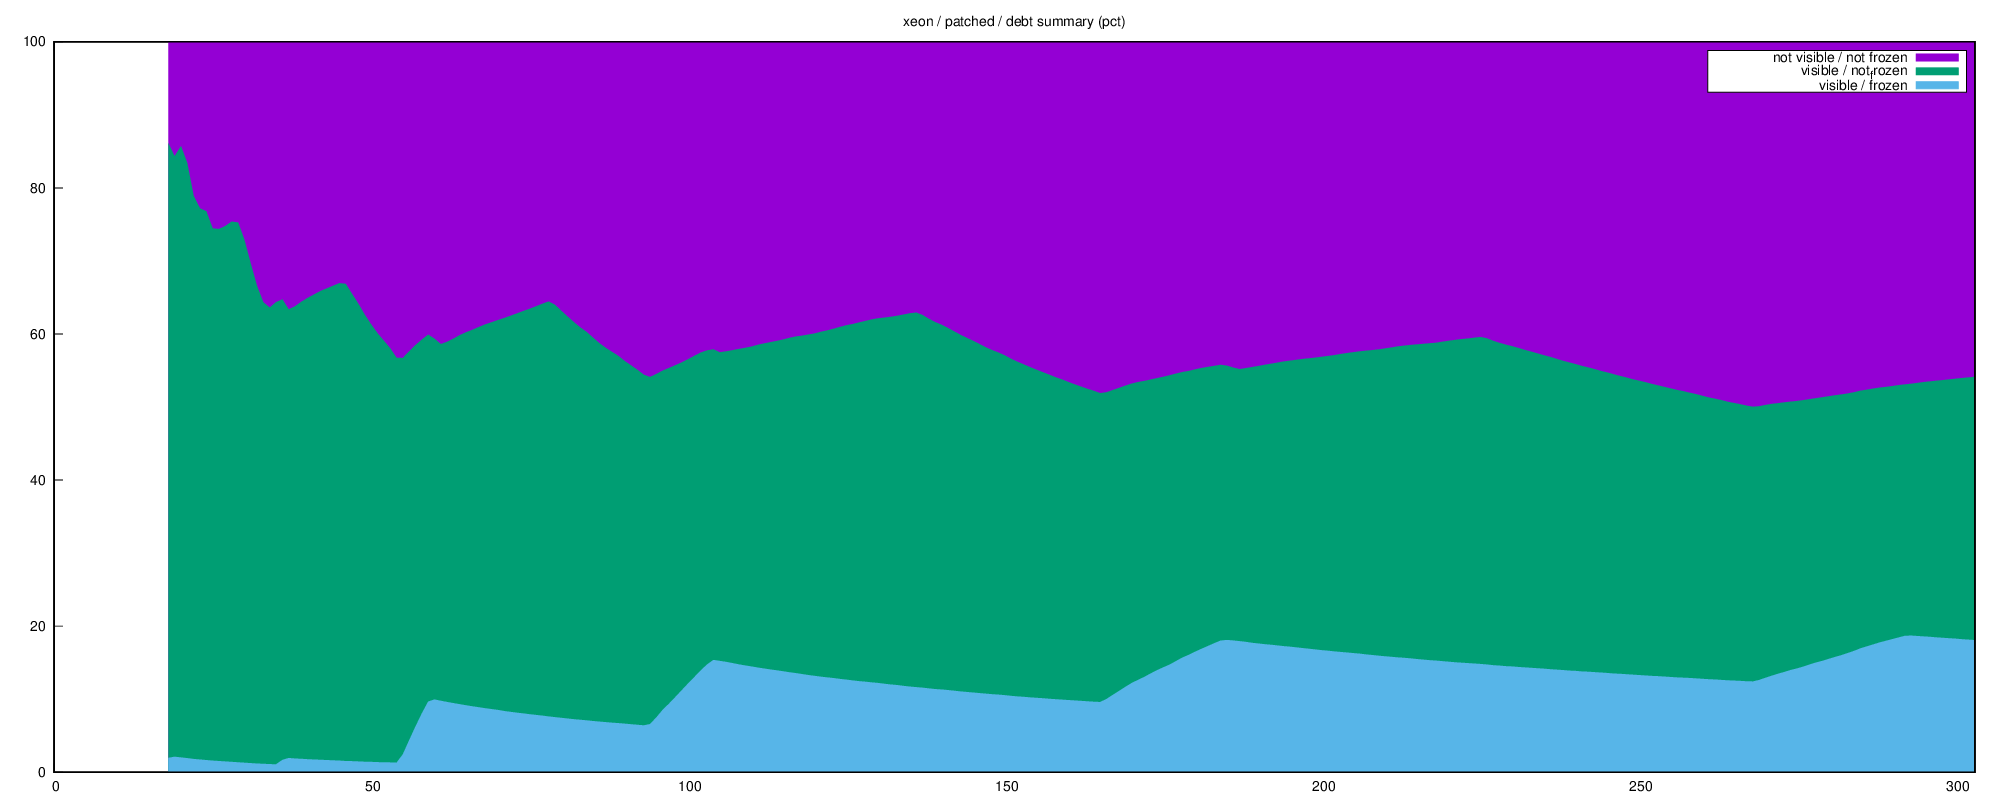 xeon / patched / debt summary (pct)
100
not visible / not frozen
visible / not frozen
visible / frozen
80
60
40
20
0
0 50 100 150 200 250 300